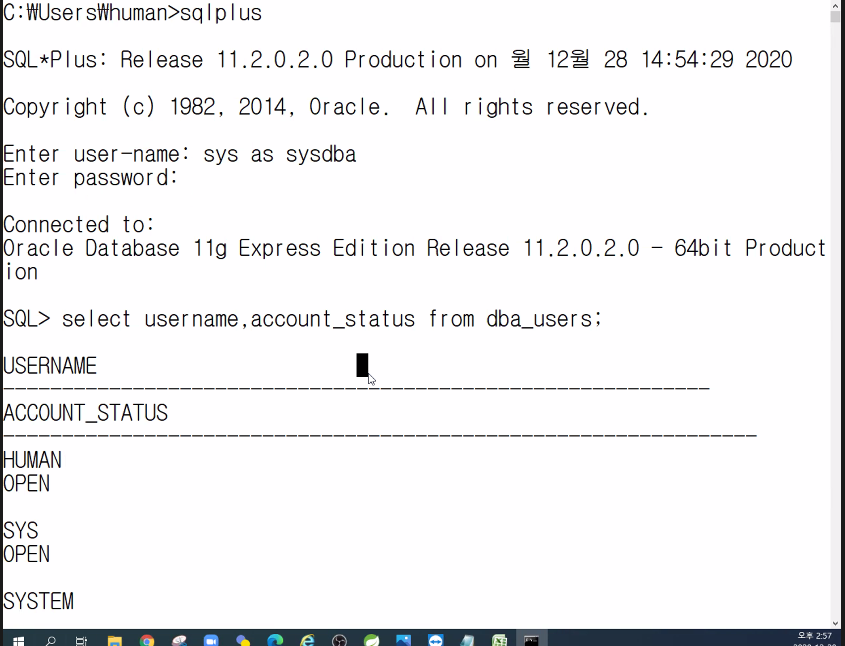 C:₩Users₩human>sqlplus
SQL*Plus: Release 11.2.0.2.0 Production on 월 12월 28 14:54:29 2020
Copyright (c) 1982, 2014, Oracle.  All rights reserved.
Enter user-name: sys as sysdba
Enter password:
Connected to:
Oracle Database 11g Express Edition Release 11.2.0.2.0 - 64bit Product
ion
SQL> select username,account_status from dba_users;
USERNAME
------------------------------------------------------------
ACCOUNT_STATUS
----------------------------------------------------------------
HUMAN
OPEN
SYS
OPEN
SYSTEM
오후 2:57